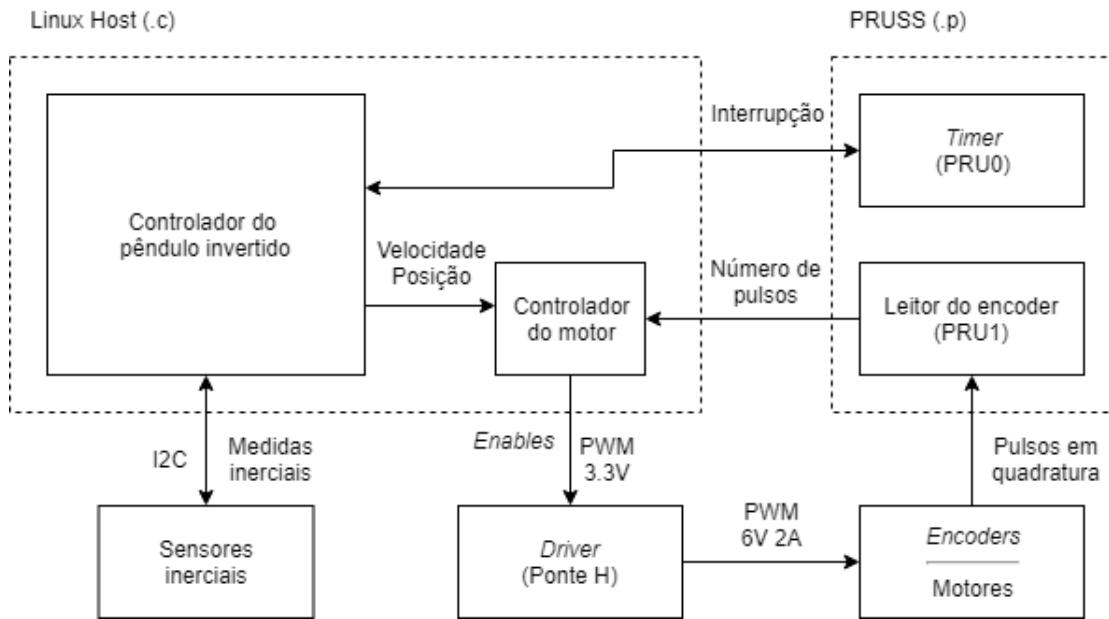 Linux Host (.c)
PRUSS (.p)
Interrupção
Timer
(PRU0)
Controlador do
pêndulo invertido
Velocidade
Posição
Controlador
do motor
Número de
pulsos
Leitor do encoder
(PRU1)
I2C
Medidas
inerciais
Enables
PWM
3.3V
Pulsos em
quadratura
Sensores
inerciais
Driver
(Ponte H)
PWM
6V 2A
Encoders
Motores